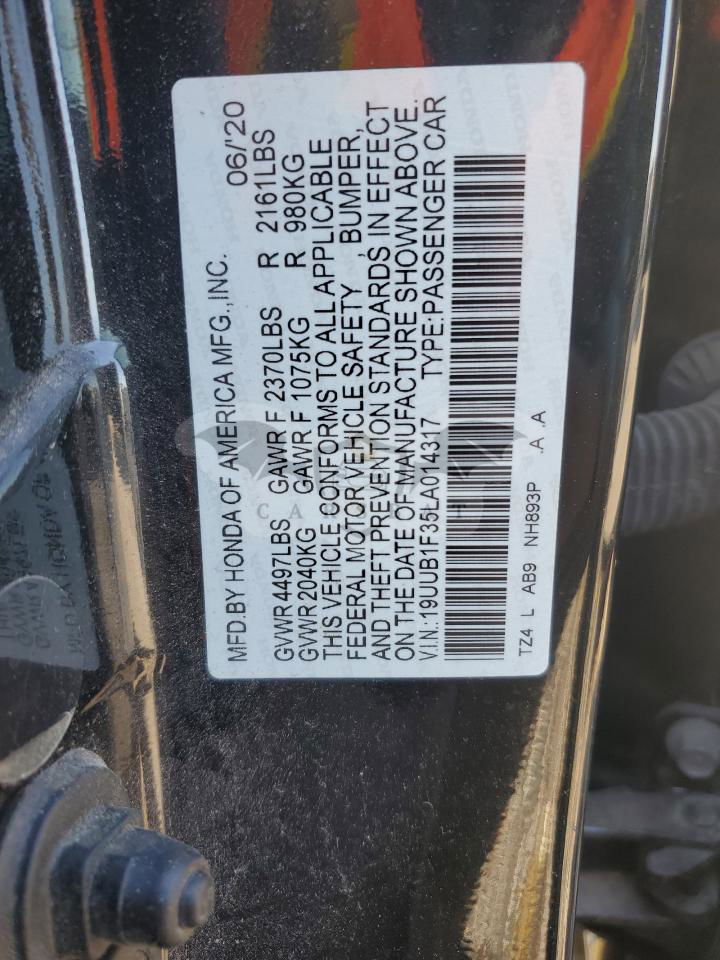 MFD.BY HONDA OF AMERICA MFG.,INC. 06/'20
GVWR 4497LBS GAWR F 2370LBS R 2161LBS
GVWR 2040KG GAWR F 1075KG R 980KG
THIS VEHICLE CONFORMS TO ALL APPLICABLE
FEDERAL MOTOR VEHICLE SAFETY, BUMPER,
AND THEFT PREVENTION STANDARDS IN EFFECT
ON THE DATE OF MANUFACTURE SHOWN ABOVE.
V.I.N.:19UUB1F35LA014317 TYPE:PASSENGER CAR
TZ4 L AB9 NH893P .A .A